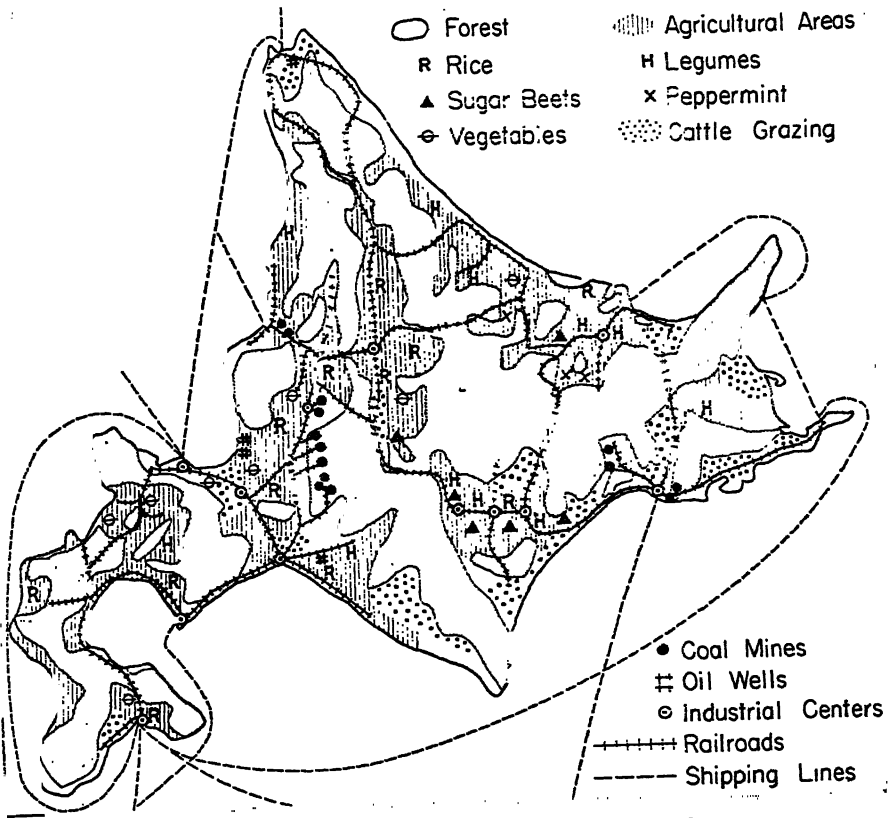 Forest
R Rice
Sugar Beets
Vegetables
Agricultural Areas
H Legumes
x Peppermint
Cattle Grazing
H
H
R
H
R
H
H
R
R
R
x
x x
H
R
H
R
H
R
H
H
R
H
R
R
R
Coal Mines
Oil Wells
Industrial Centers
Railroads
Shipping Lines